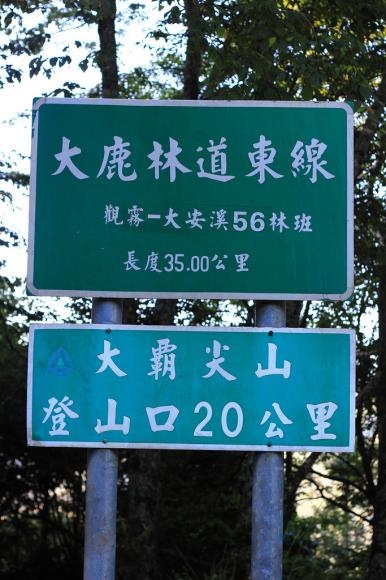 大鹿林道東線
觀霧－大安溪56林班
長度35.00公里
大霸尖山
登山口20公里